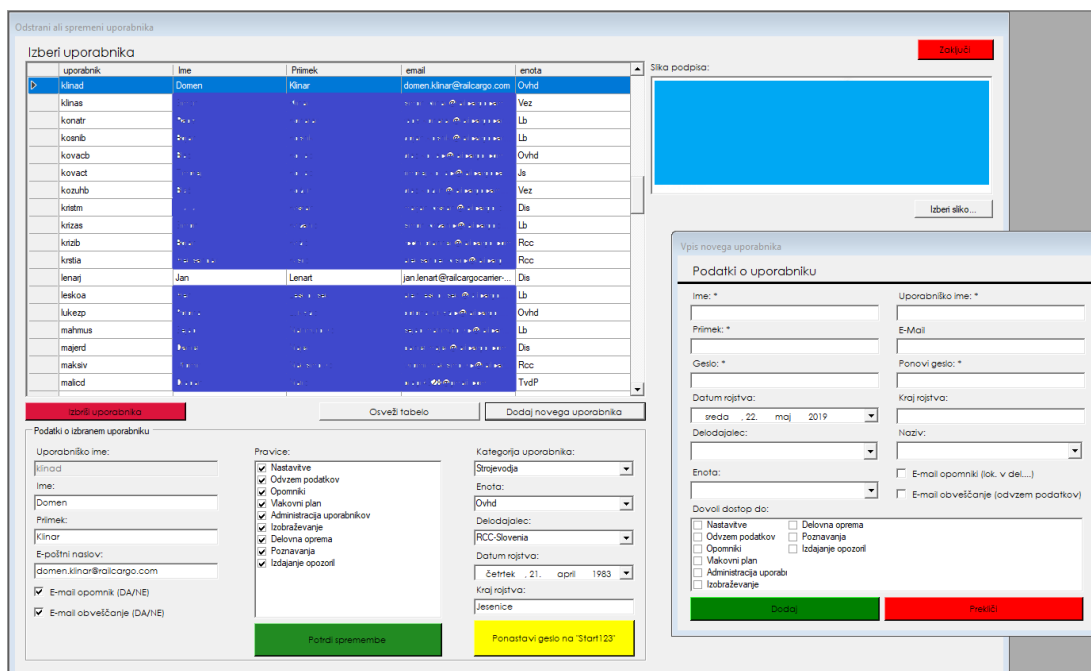 Odstrani ali spremeni uporabnika
Izberi uporabnika
Zaključi
uporabnik Ime Priimek email enota
klinad Domen Klinar domen.klinar@railcargo.com Ovhd
klinas Vez
konatr Lb
kosnib Lb
kovacb Ovhd
kovact Js
kozuhb Vez
kristm Dis
krizas Lb
krizib Rcc
krstia Rcc
lenarj Jan Lenart jan.lenart@railcargocarrier-... Dis
leskoa Lb
lukezp Ovhd
mahmus Lb
majerd Dis
maksiv Rcc
malicd TvdP
Slika podpisa:
Izberi sliko...
Izbriši uporabnika
Osveži tabelo
Dodaj novega uporabnika
Podatki o izbranem uporabniku
Uporabniško ime:
klinad
Ime:
Domen
Priimek:
Klinar
E-poštni naslov:
domen.klinar@railcargo.com
E-mail opomnik (DA/NE)
E-mail obveščanje (DA/NE)
Pravice:
Nastavitve
Odvzem podatkov
Opomniki
Vlakovni plan
Administracija uporabnikov
Izobraževanje
Delovna oprema
Poznavanja
Izdajanje opozoril
Potrdi spremembe
Kategorija uporabnika:
Strojevodja
Enota:
Ovhd
Delodajalec:
RCC-Slovenia
Datum rojstva:
četrtek , 21. april 1983
Kraj rojstva:
Jesenice
Ponastavi geslo na "Start123"
Vpis novega uporabnika
Podatki o uporabniku
Ime: * Uporabniško ime: *
Priimek: * E-Mail
Geslo: * Ponovi geslo: *
Datum rojstva: Kraj rojstva:
sreda , 22. maj 2019
Delodajalec: Naziv:
Enota:
E-mail opomniki (lok. v del....)
E-mail obveščanje (odvzem podatkov)
Dovoli dostop do:
Nastavitve Delovna oprema
Odvzem podatkov Poznavanja
Opomniki Izdajanje opozoril
Vlakovni plan
Administracija uporabi
Izobraževanje
Dodaj Prekliči